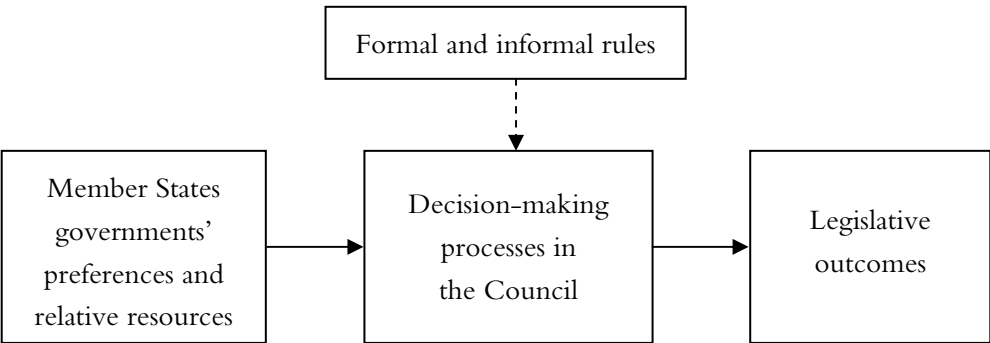 Formal and informal rules
Member States
governments’
preferences and
relative resources
Decision-making
processes in
the Council
Legislative
outcomes